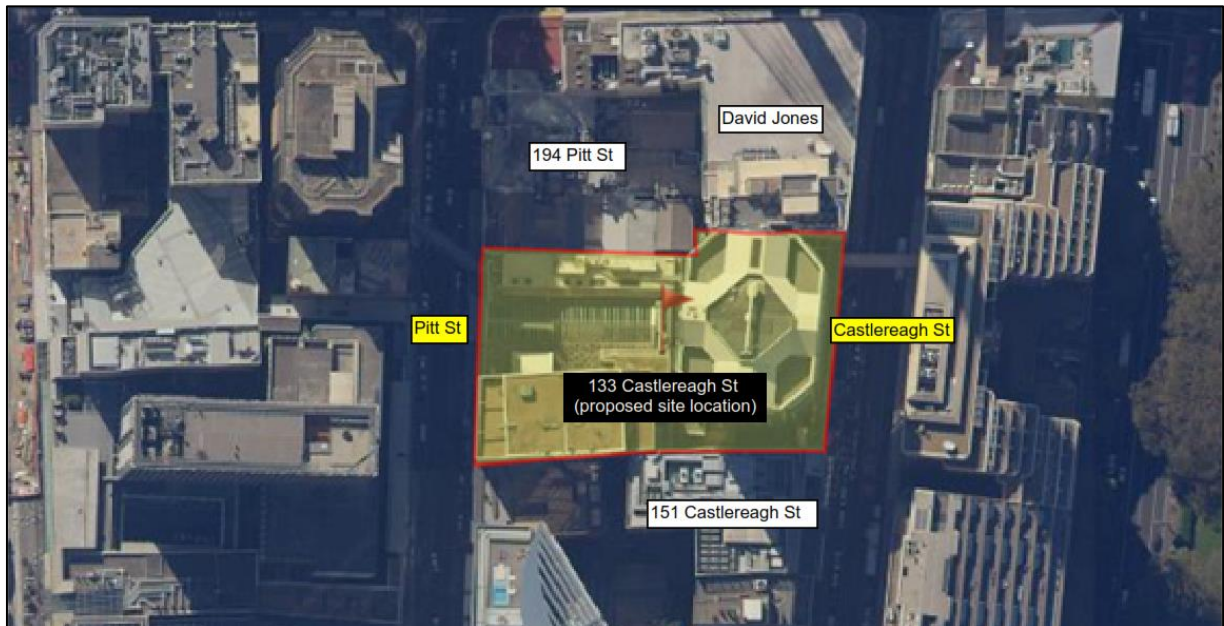 David Jones
194 Pitt St
Pitt St
Castlereagh St
133 Castlereagh St
(proposed site location)
151 Castlereagh St